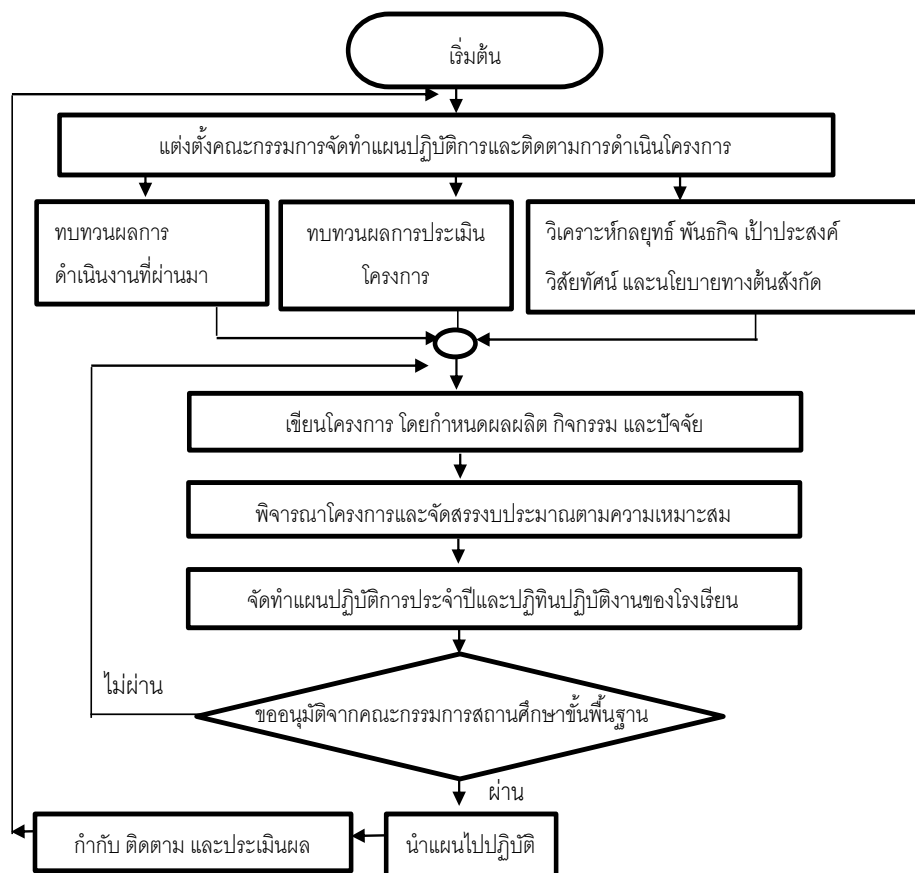 เริ่มต้น
แต่งตั้งคณะกรรมการจัดทำแผนปฏิบัติการและติดตามการดำเนินโครงการ
ทบทวนผลการ
ดำเนินงานที่ผ่านมา
ทบทวนผลการประเมิน
โครงการ
วิเคราะห์กลยุทธ์ พันธกิจ เป้าประสงค์
วิสัยทัศน์ และนโยบายทางต้นสังกัด
เขียนโครงการ โดยกำหนดผลผลิต กิจกรรม และปัจจัย
พิจารณาโครงการและจัดสรรงบประมาณตามความเหมาะสม
จัดทำแผนปฏิบัติการประจำปีและปฏิทินปฏิบัติงานของโรงเรียน
ไม่ผ่าน
ขออนุมัติจากคณะกรรมการสถานศึกษาขั้นพื้นฐาน
ผ่าน
กำกับ ติดตาม และประเมินผล
นำแผนไปปฏิบัติ